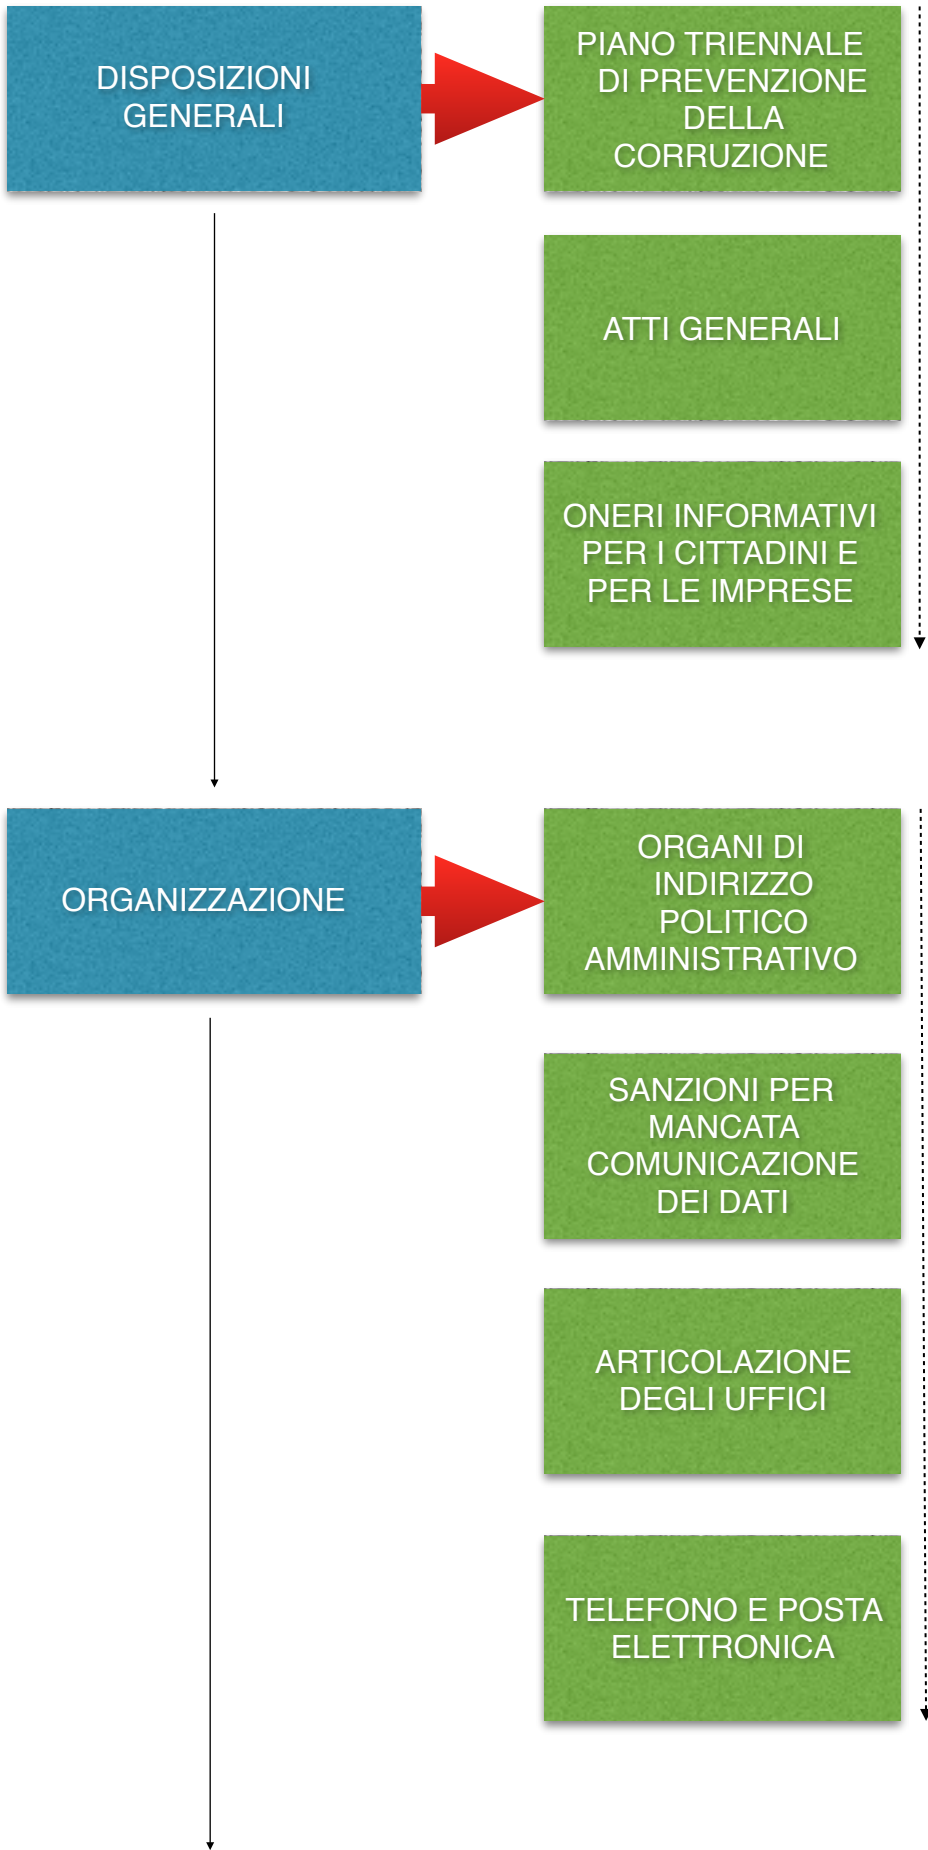 DISPOSIZIONI
GENERALI
PIANO TRIENNALE
DI PREVENZIONE
DELLA
CORRUZIONE
ATTI GENERALI
ONERI INFORMATIVI
PER I CITTADINI E
PER LE IMPRESE
ORGANIZZAZIONE
ORGANI DI
INDIRIZZO
POLITICO
AMMINISTRATIVO
SANZIONI PER
MANCATA
COMUNICAZIONE
DEI DATI
ARTICOLAZIONE
DEGLI UFFICI
TELEFONO E POSTA
ELETTRONICA